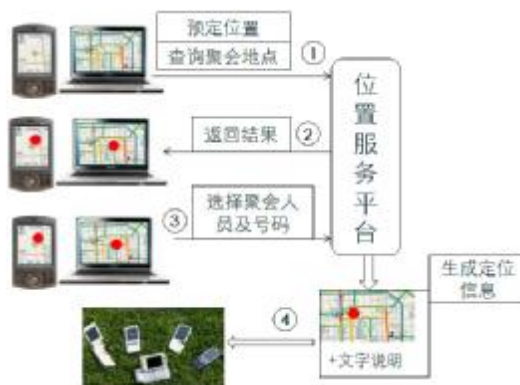 预定位置
查询聚会地点
①
返回结果
②
③
选择聚会人
员及号码
位置服务平台
生成定位
信息
+文字说明
④